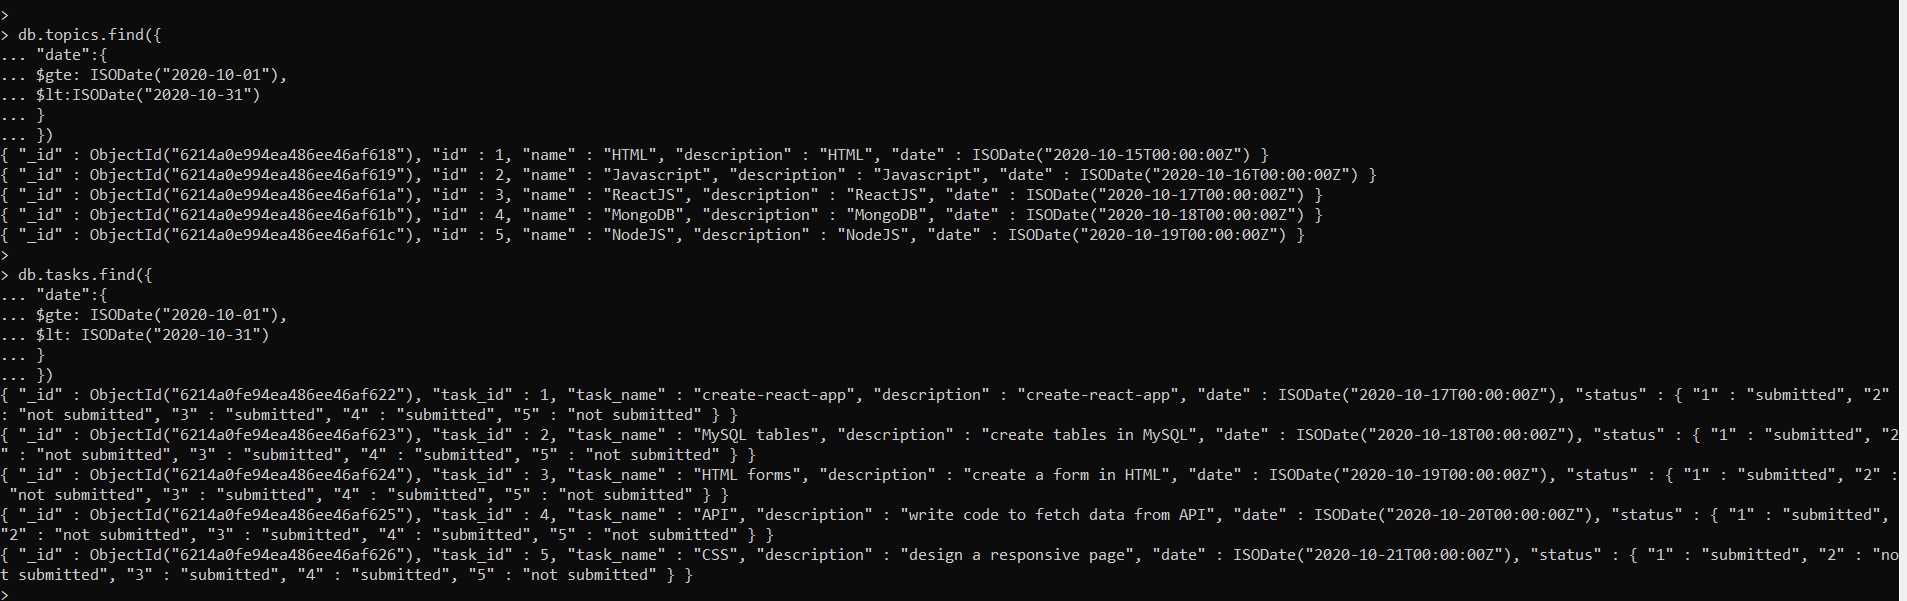 >
> db.topics.find({
... "date":{
... $gte: ISODate("2020-10-01"),
... $lt:ISODate("2020-10-31")
... }
... })
{ "_id" : ObjectId("6214a0e994ea486ee46af618"), "id" : 1, "name" : "HTML", "description" : "HTML", "date" : ISODate("2020-10-15T00:00:00Z") }
{ "_id" : ObjectId("6214a0e994ea486ee46af619"), "id" : 2, "name" : "Javascript", "description" : "Javascript", "date" : ISODate("2020-10-16T00:00:00Z") }
{ "_id" : ObjectId("6214a0e994ea486ee46af61a"), "id" : 3, "name" : "ReactJS", "description" : "ReactJS", "date" : ISODate("2020-10-17T00:00:00Z") }
{ "_id" : ObjectId("6214a0e994ea486ee46af61b"), "id" : 4, "name" : "MongoDB", "description" : "MongoDB", "date" : ISODate("2020-10-18T00:00:00Z") }
{ "_id" : ObjectId("6214a0e994ea486ee46af61c"), "id" : 5, "name" : "NodeJS", "description" : "NodeJS", "date" : ISODate("2020-10-19T00:00:00Z") }
>
> db.tasks.find({
... "date":{
... $gte: ISODate("2020-10-01"),
... $lt: ISODate("2020-10-31")
... }
... })
{ "_id" : ObjectId("6214a0fe94ea486ee46af622"), "task_id" : 1, "task_name" : "create-react-app", "description" : "create-react-app", "date" : ISODate("2020-10-17T00:00:00Z"), "status" : { "1" : "submitted", "2"
: "not submitted", "3" : "submitted", "4" : "submitted", "5" : "not submitted" } }
{ "_id" : ObjectId("6214a0fe94ea486ee46af623"), "task_id" : 2, "task_name" : "MySQL tables", "description" : "create tables in MySQL", "date" : ISODate("2020-10-18T00:00:00Z"), "status" : { "1" : "submitted", "2
" : "not submitted", "3" : "submitted", "4" : "submitted", "5" : "not submitted" } }
{ "_id" : ObjectId("6214a0fe94ea486ee46af624"), "task_id" : 3, "task_name" : "HTML forms", "description" : "create a form in HTML", "date" : ISODate("2020-10-19T00:00:00Z"), "status" : { "1" : "submitted", "2" :
 "not submitted", "3" : "submitted", "4" : "submitted", "5" : "not submitted" } }
{ "_id" : ObjectId("6214a0fe94ea486ee46af625"), "task_id" : 4, "task_name" : "API", "description" : "write code to fetch data from API", "date" : ISODate("2020-10-20T00:00:00Z"), "status" : { "1" : "submitted",
"2" : "not submitted", "3" : "submitted", "4" : "submitted", "5" : "not submitted" } }
{ "_id" : ObjectId("6214a0fe94ea486ee46af626"), "task_id" : 5, "task_name" : "CSS", "description" : "design a responsive page", "date" : ISODate("2020-10-21T00:00:00Z"), "status" : { "1" : "submitted", "2" : "no
t submitted", "3" : "submitted", "4" : "submitted", "5" : "not submitted" } }
>